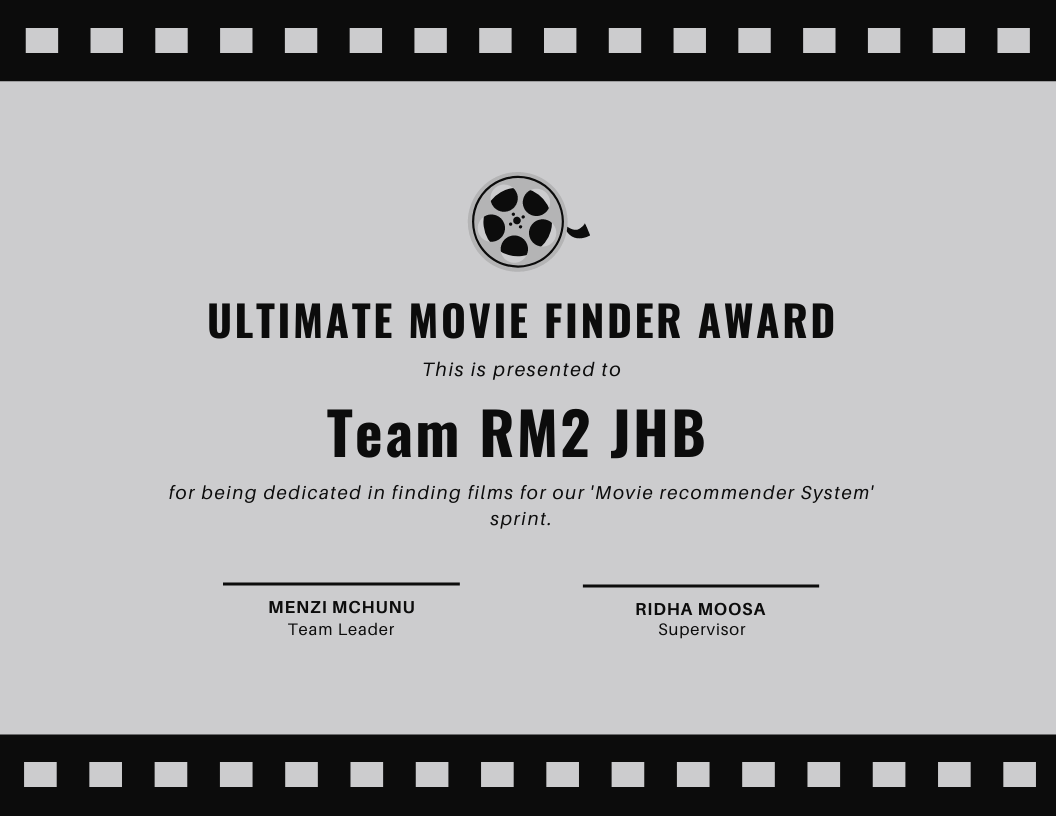 ULTIMATE MOVIE FINDER AWARD
This is presented to
Team RM2 JHB
for being dedicated in finding films for our 'Movie recommender System'
sprint.
MENZI MCHUNU
Team Leader
RIDHA MOOSA
Supervisor